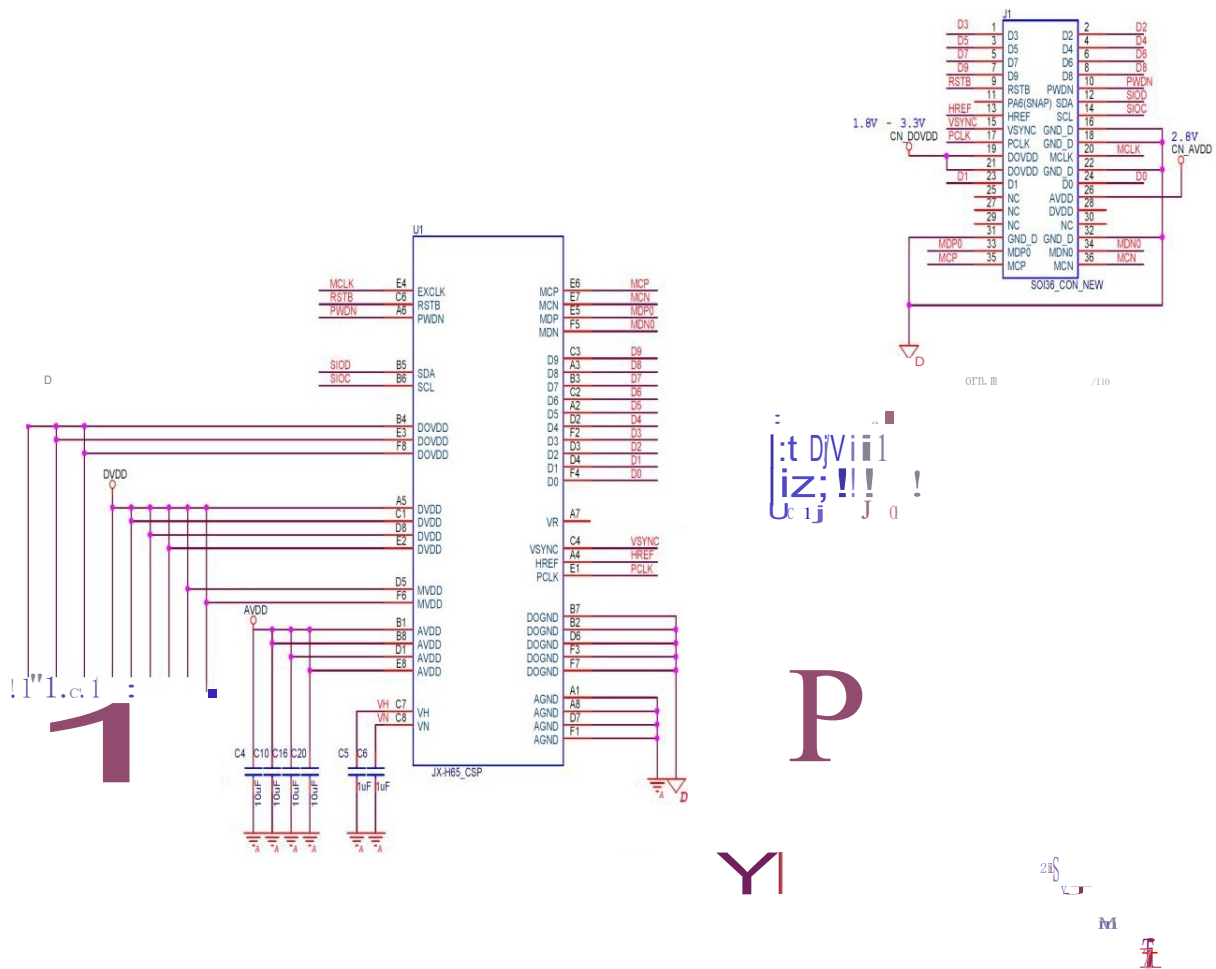 J1
D3 1 D3 D2 2 D2
D5 3 D5 D4 4 D4
D7 5 D7 D6 6 D6
D9 7 D9 D8 8 D8
RSTB 9 RSTB PWDN 10 PWDN
11 PA6(SNAP) SDA 12 SIOD
HREF 13 HREF SCL 14 SIOC
1.8V - 3.3V VSYNC 15 VSYNC GND_D 16
CN_DOVDD PCLK 17 PCLK GND_D 18 2.8V
19 DOVDD MCLK 20 MCLK CN_AVDD
21 DOVDD GND_D 22
D1 23 D1 D0 24 D0
25 NC AVDD 26
27 NC DVDD 28
29 NC NC 30
31 GND_D GND_D 32
MDP0 33 MDP0 MDN0 34 MDN0
MCP 35 MCP MCN 36 MCN
SOI36_CON_NEW
D
U1
MCLK E4 EXCLK MCP E6 MCP
RSTB C6 RSTB MCN E7 MCN
PWDN A6 PWDN MDP E5 MDP0
MDN F5 MDN0
D9 C3 D9
SIOD B5 SDA D8 A3 D8
SIOC B6 SCL D7 B3 D7
D6 C2 D6
D5 A2 D5
B4 DOVDD D4 D2 D4
E3 DOVDD D3 F2 D3
F8 DOVDD D2 D3 D2
D1 D4 D1
DVDD D0 F4 D0
A5 DVDD
C1 DVDD VR A7
D8 DVDD
E2 DVDD VSYNC C4 VSYNC
HREF A4 HREF
D5 MVDD PCLK E1 PCLK
F6 MVDD
AVDD DOGND B7
B1 AVDD DOGND B2
B8 AVDD DOGND D6
D1 AVDD DOGND F3
E8 AVDD DOGND F7
AGND A1
VH C7 VH AGND A8
VN C8 VN AGND D7
AGND F1
C4 C10 C16 C20 C5 C6
JX-H65_CSP
10uF 10uF 10uF 10uF 1uF 1uF
A D
A A A A A A
D
P
1